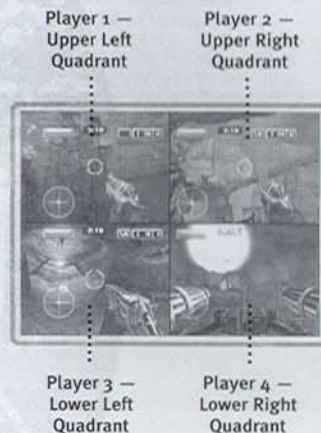 Player 1 —
Upper Left
Quadrant
Player 2 —
Upper Right
Quadrant
Player 3 —
Lower Left
Quadrant
Player 4 —
Lower Right
Quadrant